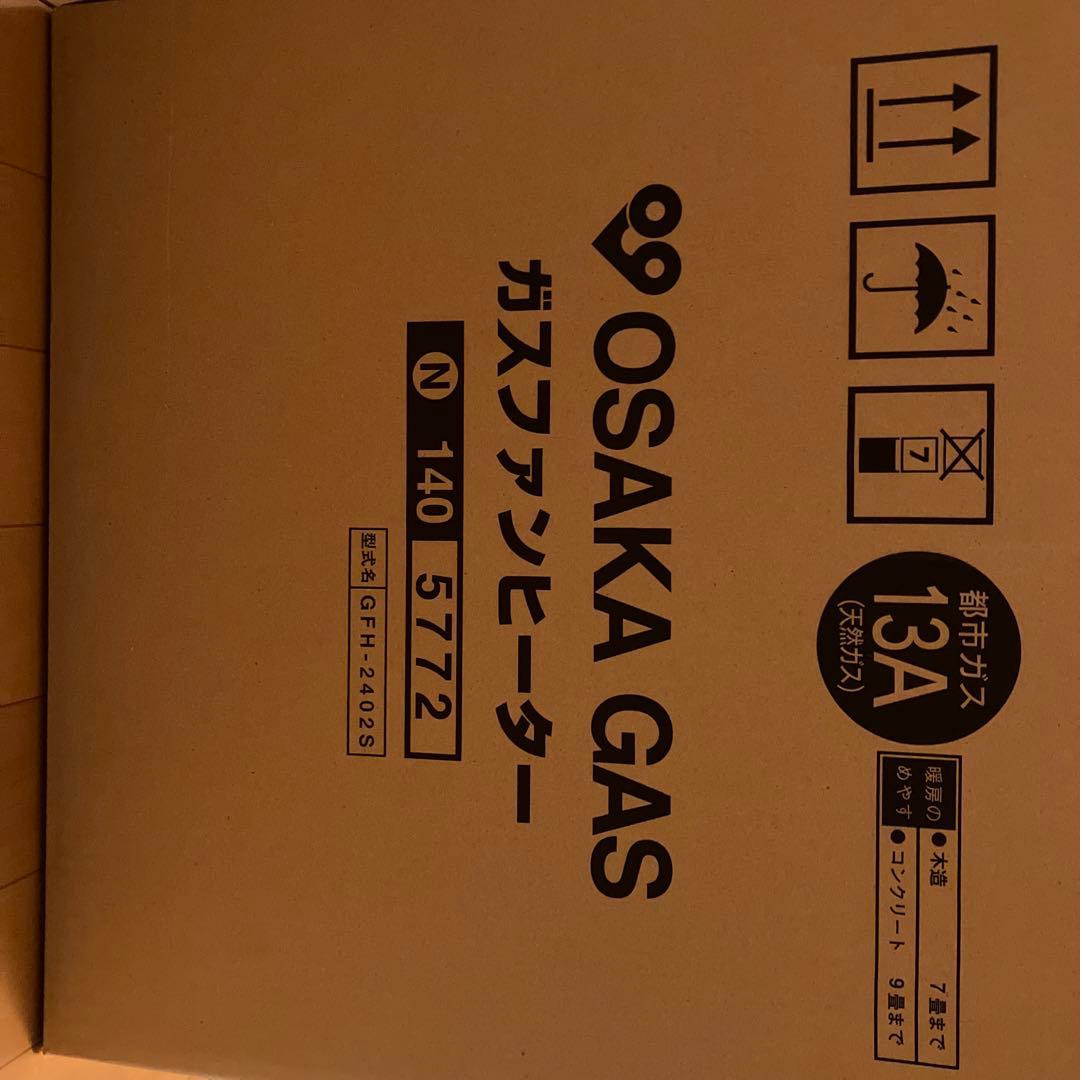 7
都市ガス
13A
(天然ガス)
暖房の
めやす
●木造 7畳まで
●コンクリート 9畳まで
OSAKA GAS
ガスファンヒーター
N 140 5772
型式名 GFH-2402S